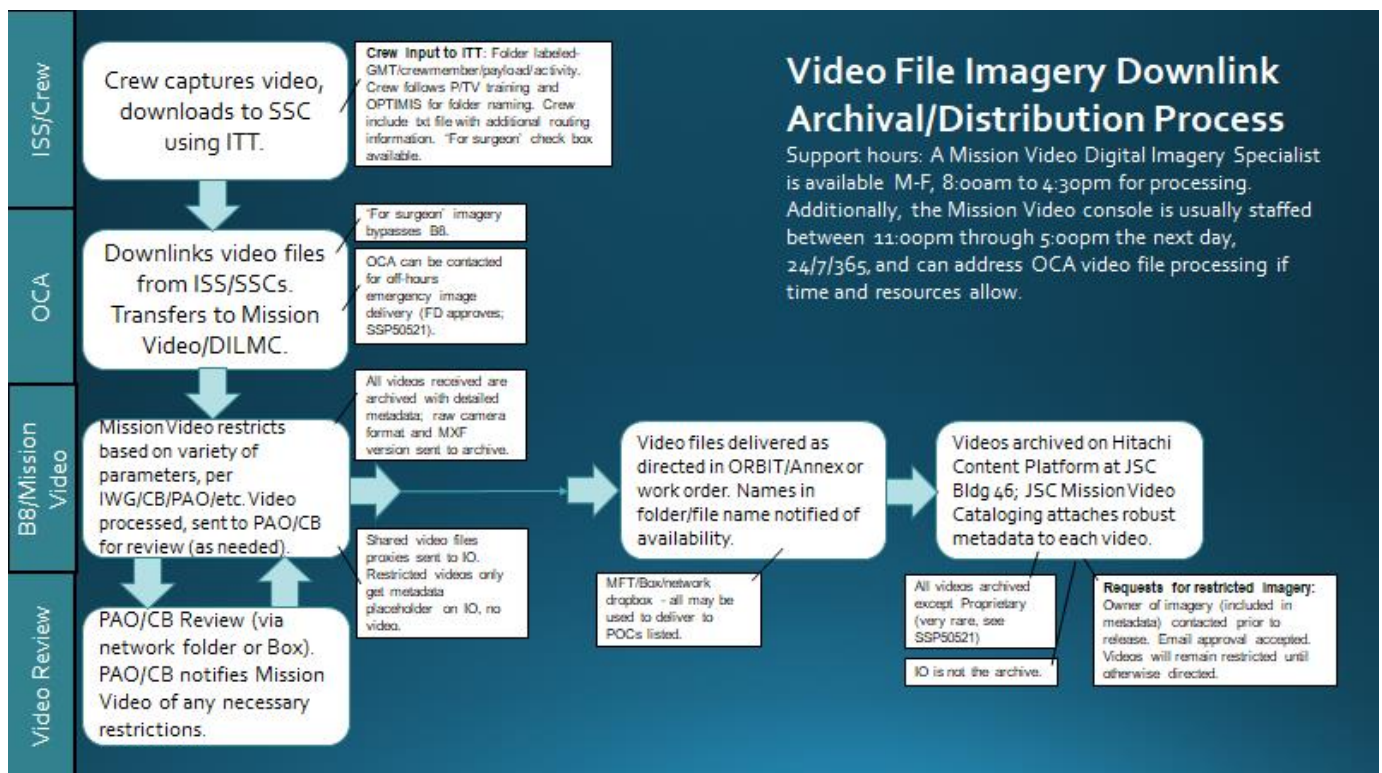 ISS/Crew
Crew captures video,
downloads to SSC
using ITT.
Crew Input to ITT: Folder labeled-
GMT/crewmember/payload/activity.
Crew follows P/TV training and
OPTIMIS for folder naming. Crew
include txt file with additional routing
information. "For surgeon" check box
available.
Video File Imagery Downlink
Archival/Distribution Process
Support hours: A Mission Video Digital Imagery Specialist
is available M-F, 8:00am to 4:30pm for processing.
Additionally, the Mission Video console is usually staffed
between 11:00pm through 5:00pm the next day,
24/7/365, and can address OCA video file processing if
time and resources allow.
OCA
Downlinks video files
from ISS/SSCs.
Transfers to Mission
Video/DILMC.
"For surgeon" imagery
bypasses B8.
OCA can be contacted
for off-hours
emergency image
delivery (FD approves;
SSP50521).
B8/Mission
Video
Mission Video restricts
based on variety of
parameters, per
IWG/CB/PAO/etc. Video
processed, sent to PAO/CB
for review (as needed).
All videos received are
archived with detailed
metadata; raw camera
format and MXF
version sent to archive.
Shared video files
proxies sent to IO.
Restricted videos only
get metadata
placeholder on IO, no
video.
Video files delivered as
directed in ORBIT/Annex or
work order. Names in
folder/file name notified of
availability.
MFT/Box/network
dropbox - all may be
used to deliver to
POCs listed.
Videos archived on Hitachi
Content Platform at JSC
Bldg 46; JSC Mission Video
Cataloging attaches robust
metadata to each video.
All videos archived
except Proprietary
(very rare, see
SSP50521)
IO is not the archive.
Requests for restricted imagery:
Owner of imagery (included in
metadata) contacted prior to
release. Email approval accepted.
Videos will remain restricted until
otherwise directed.
Video Review
PAO/CB Review (via
network folder or Box).
PAO/CB notifies Mission
Video of any necessary
restrictions.